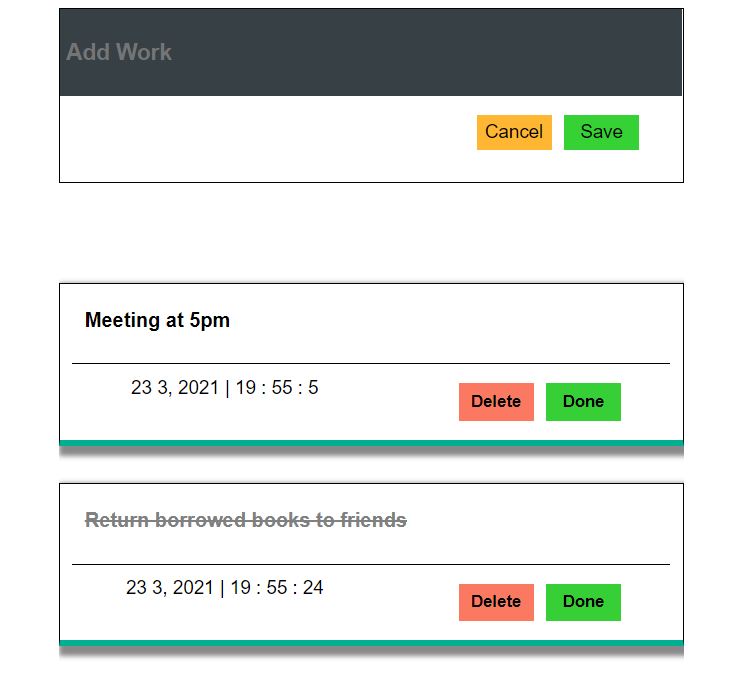 Add Work
Cancel Save
Meeting at 5pm
23 3, 2021 | 19 : 55 : 5
Delete Done
Return borrowed books to friends
23 3, 2021 | 19 : 55 : 24
Delete Done